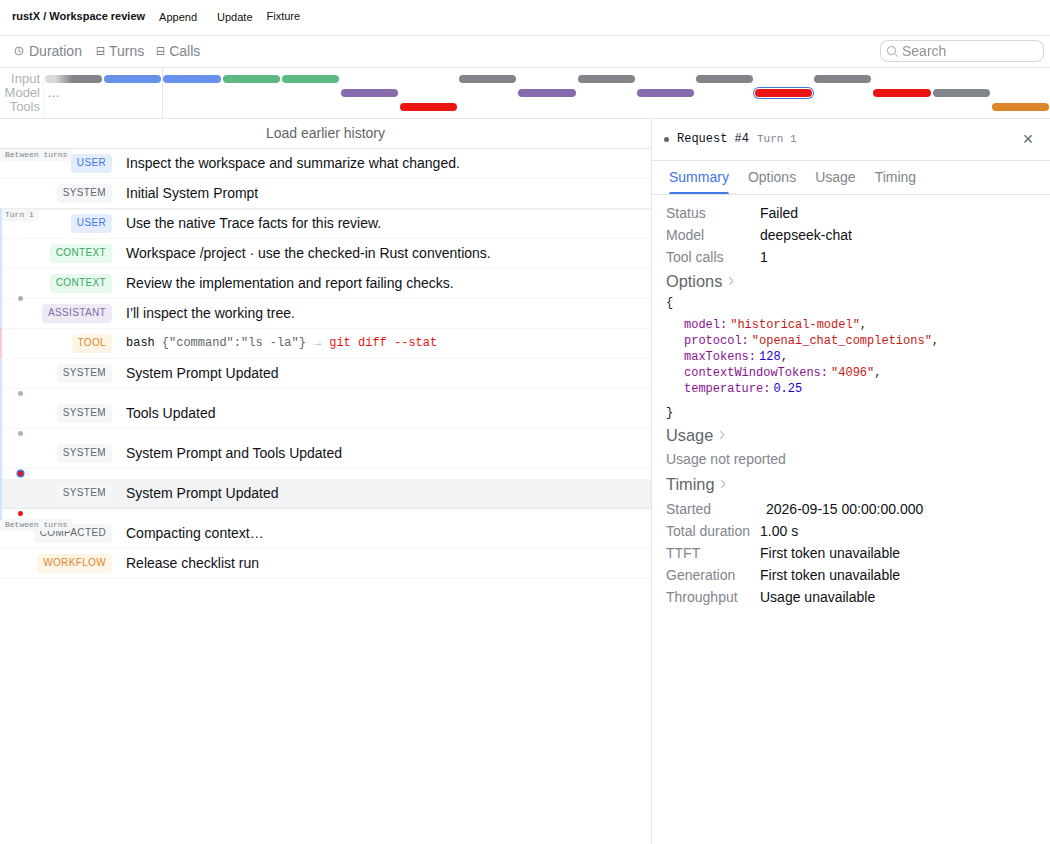 rustX / Workspace review Append Update Fixture
Duration Turns Calls Search
Input
Model ...
Tools
Load earlier history
Between turns
USER Inspect the workspace and summarize what changed.
SYSTEM Initial System Prompt
Turn 1
USER Use the native Trace facts for this review.
CONTEXT Workspace /project · use the checked-in Rust conventions.
CONTEXT Review the implementation and report failing checks.
ASSISTANT I'll inspect the working tree.
TOOL bash {"command":"ls -la"} → git diff --stat
SYSTEM System Prompt Updated
SYSTEM Tools Updated
SYSTEM System Prompt and Tools Updated
SYSTEM System Prompt Updated
Between turns
COMPACTED Compacting context…
WORKFLOW Release checklist run
Request #4 Turn 1 ×
Summary Options Usage Timing
Status Failed
Model deepseek-chat
Tool calls 1
Options
{
model: "historical-model",
protocol: "openai_chat_completions",
maxTokens: 128,
contextWindowTokens: "4096",
temperature: 0.25
}
Usage
Usage not reported
Timing
Started 2026-09-15 00:00:00.000
Total duration 1.00 s
TTFT First token unavailable
Generation First token unavailable
Throughput Usage unavailable